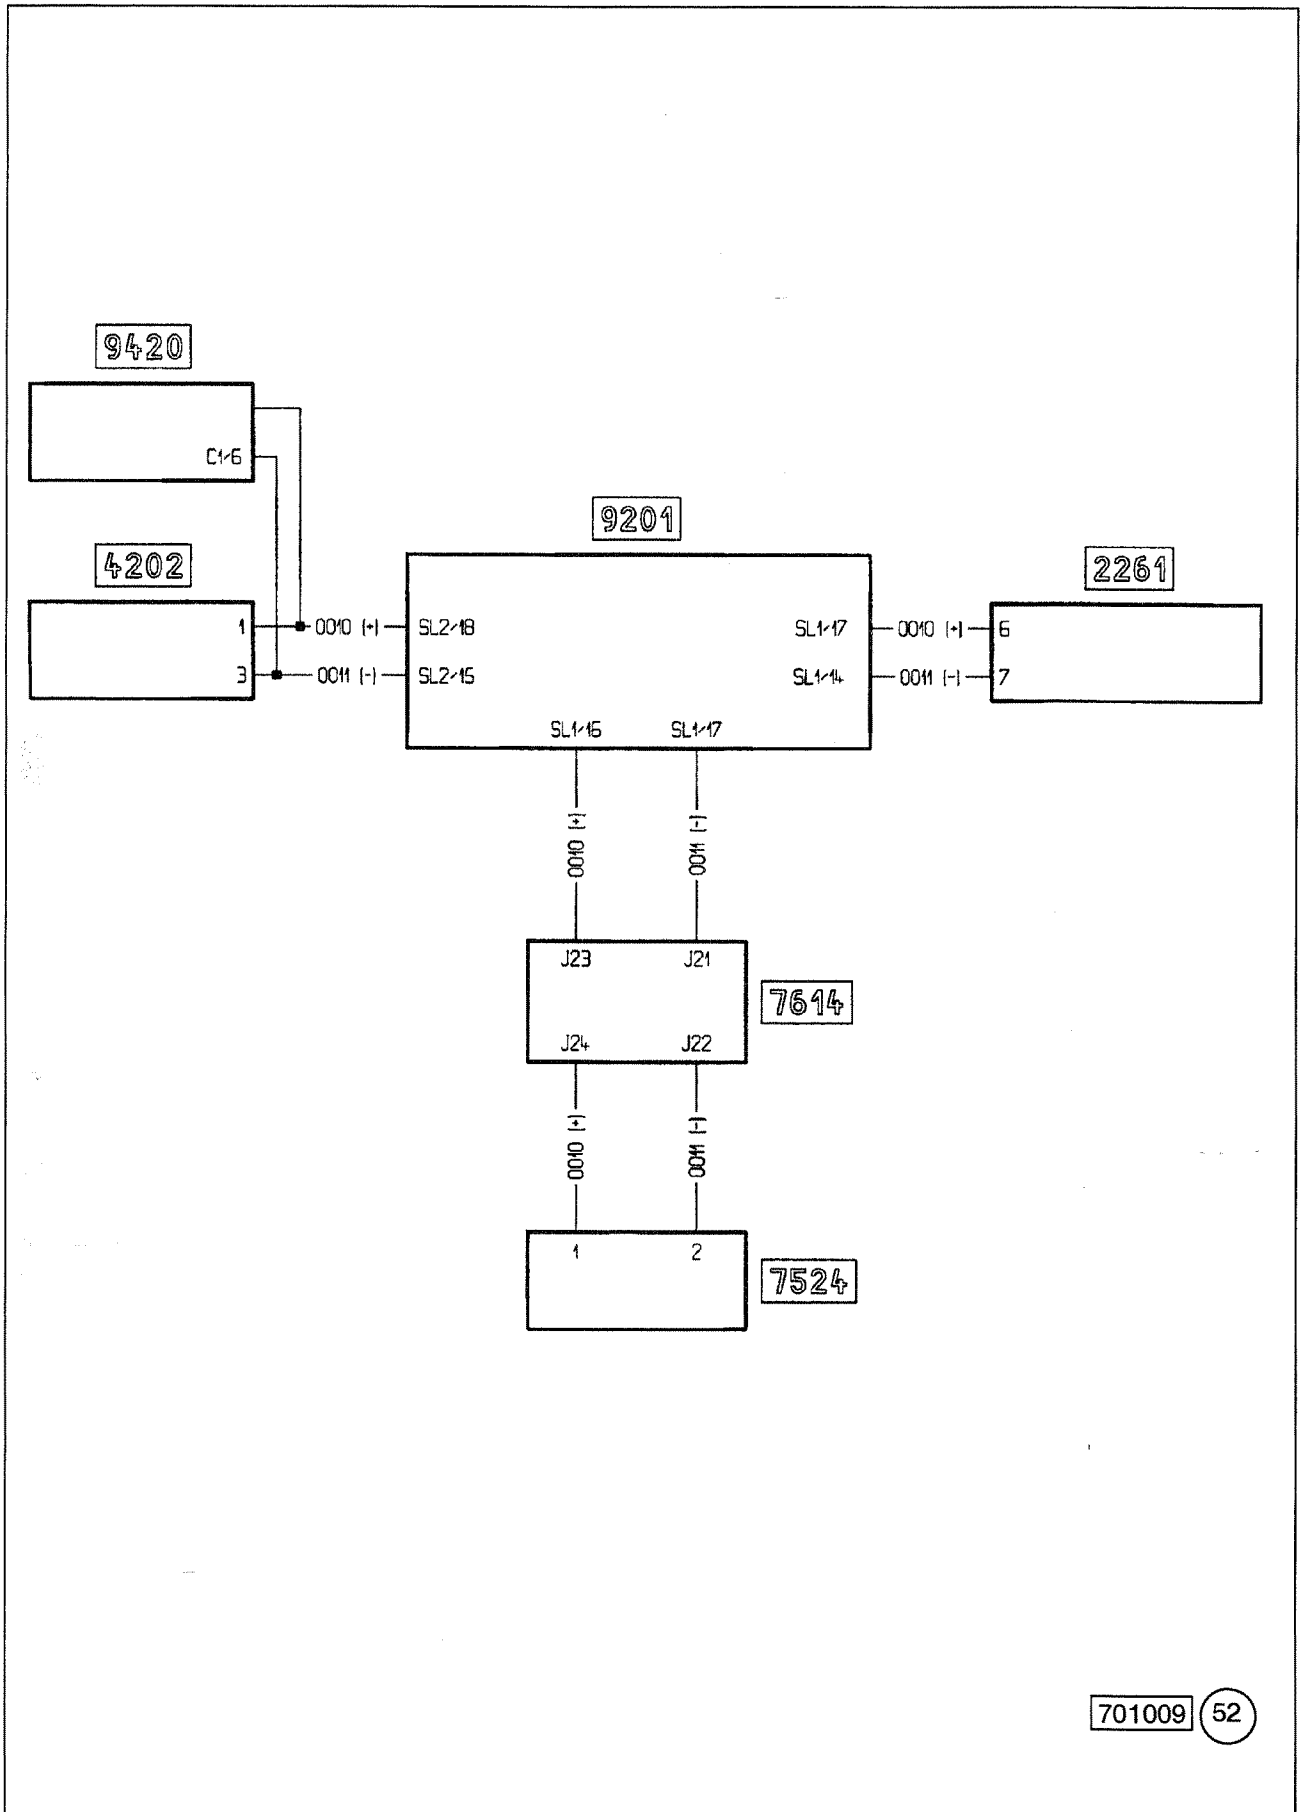 9420
C1/6
9201
4202
2261
1 0010 (+) SL2/18 SL1/17 0010 (+) 6
3 0011 (-) SL2/15 SL1/14 0011 (-) 7
SL1/16 SL1/17
0010 (+) 0011 (-)
J23 J21
7614
J24 J22
0010 (+) 0011 (-)
1 2
7524
701009 52